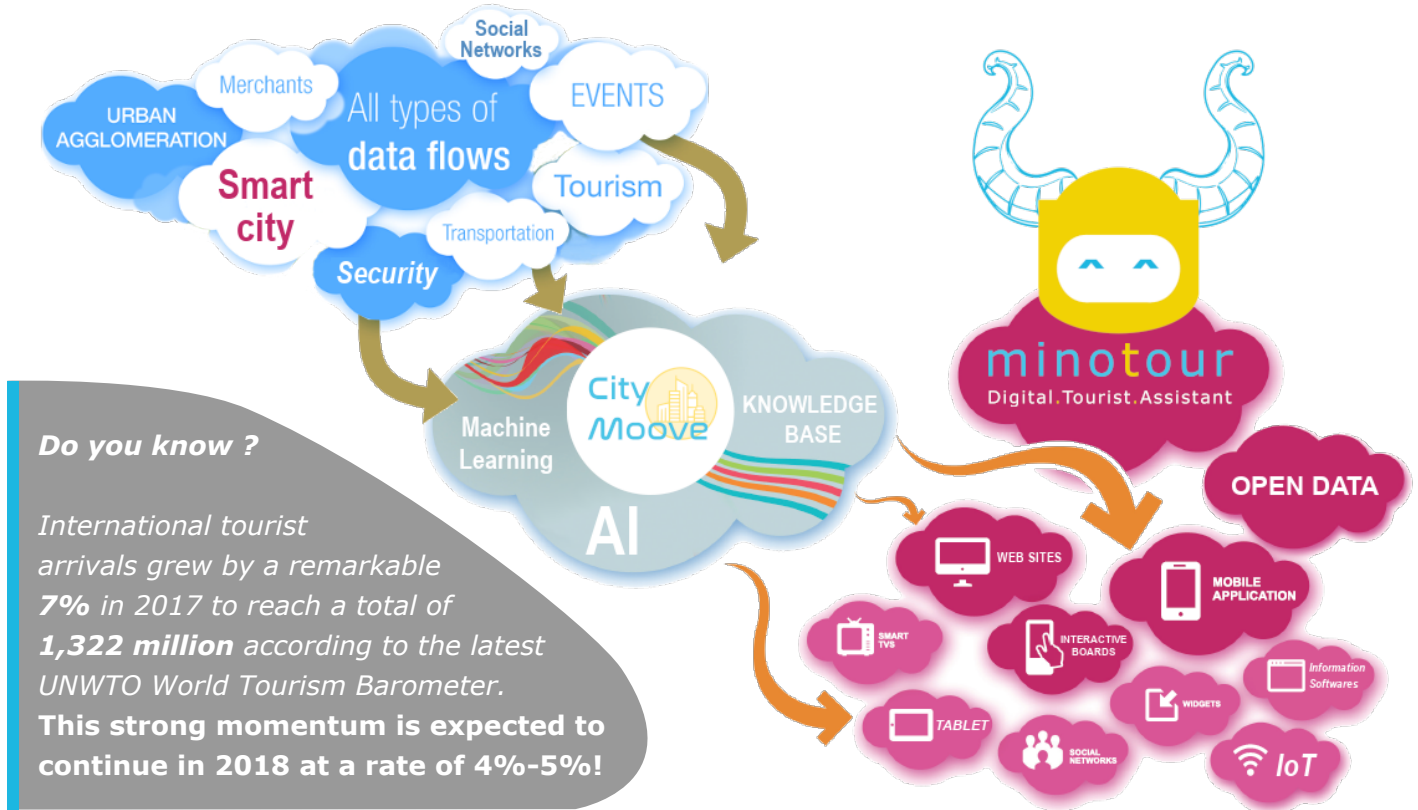 Social
Networks
Merchants
EVENTS
URBAN
AGGLOMERATION
All types of
data flows
Smart
city
Tourism
Transportation
Security
City
Moove
Machine
Learning
KNOWLEDGE
BASE
AI
minotour
Digital.Tourist.Assistant
OPEN DATA
WEB SITES
MOBILE
APPLICATION
SMART
TVS
INTERACTIVE
BOARDS
Information
Softwares
WIDGETS
TABLET
SOCIAL
NETWORKS
IoT
Do you know ?
International tourist
arrivals grew by a remarkable
7% in 2017 to reach a total of
1,322 million according to the latest
UNWTO World Tourism Barometer.
This strong momentum is expected to
continue in 2018 at a rate of 4%-5%!